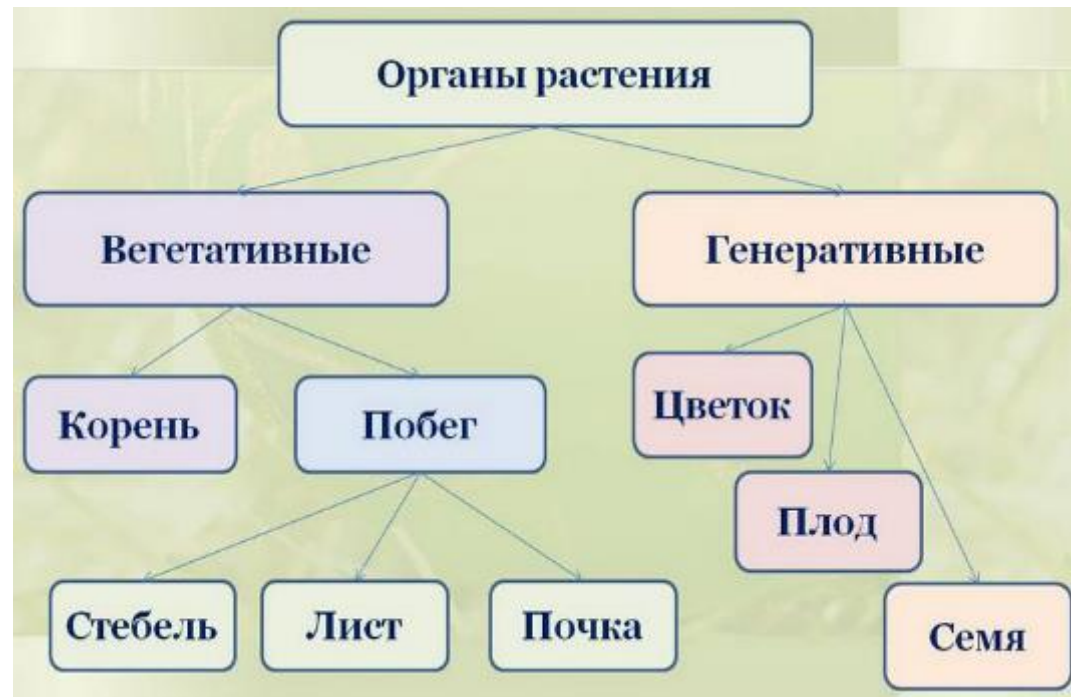 Органы растения
Вегетативные
Генеративные
Корень
Побег
Цветок
Плод
Стебель
Лист
Почка
Семя